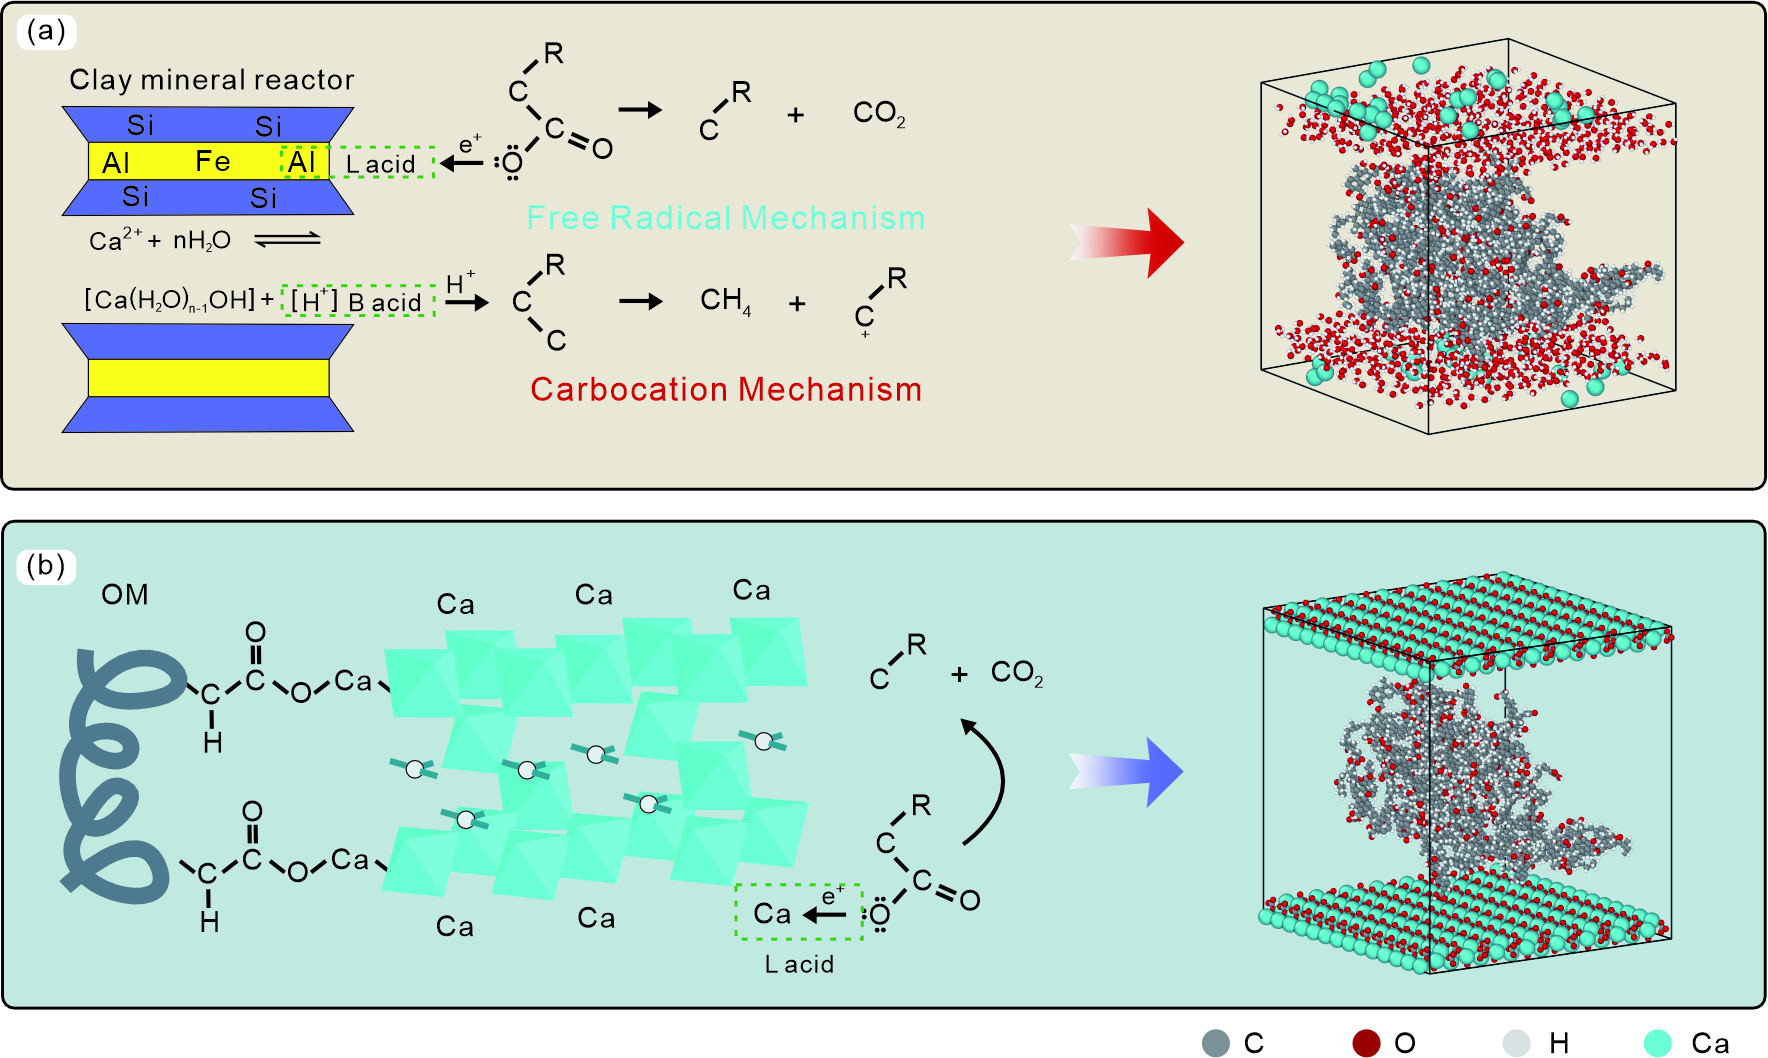 (a)
Clay mineral reactor
Si Si
Al Fe Al L acid
Si Si
Ca²⁺ + nH₂O
[Ca(H₂O)ₙ₋₁OH] + [H⁺] B acid
R
C
C
O
O
e⁺
R
C
+ CO₂
Free Radical Mechanism
H⁺
R
C
C
CH₄ +
R
C
+
Carbocation Mechanism
(b)
OM
Ca Ca Ca
O
C
C O Ca
H
O
C
C O Ca
H
Ca Ca
R
C
+ CO₂
R
C
C
O
O
e⁺
Ca
L acid
C O H Ca